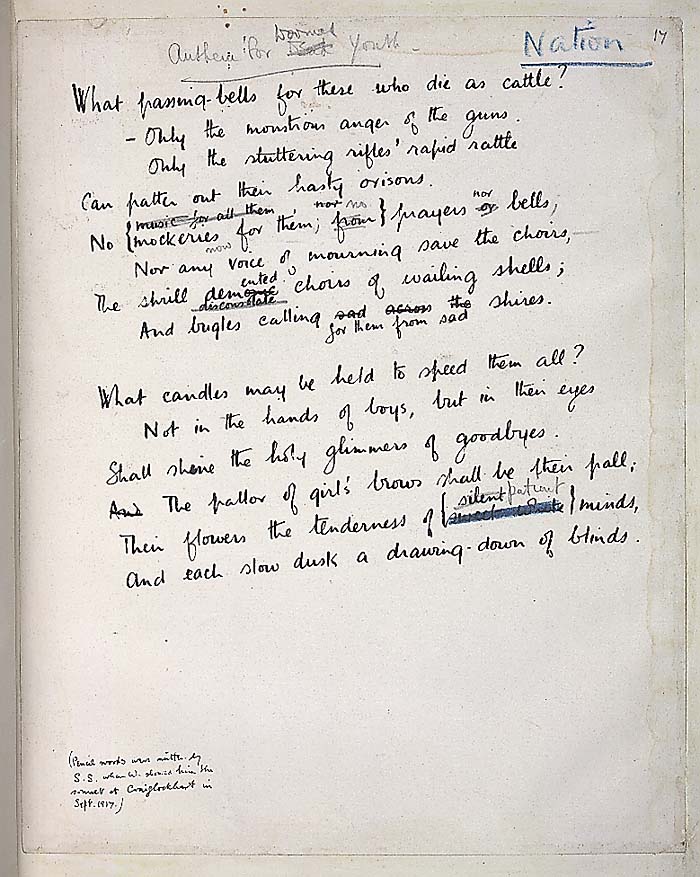 Doomed
Anthem for Dead Youth -
Nation
17
What passing-bells for these who die as cattle?
- Only the monstrous anger of the guns.
Only the stuttering rifles' rapid rattle
Can patter out their hasty orisons.
music for all them nor no nor
No {mockeries for them; from} prayers or bells,
now
Nor any voice of mourning save the choirs, -
ented
The shrill demonic choirs of wailing shells;
disconsolate
And bugles calling sad across the shires.
for them from sad
What candles may be held to speed them all?
Not in the hands of boys, but in their eyes
Shall shine the holy glimmers of goodbyes.
And The pallor of girl's brows shall be their pall;
silent patient
Their flowers the tenderness of {sweet white} minds,
And each slow dusk a drawing-down of blinds.
(Pencil words were written by
S.S. when W. showed him the
sonnet at Craiglockhart in
Sept. 1917.)